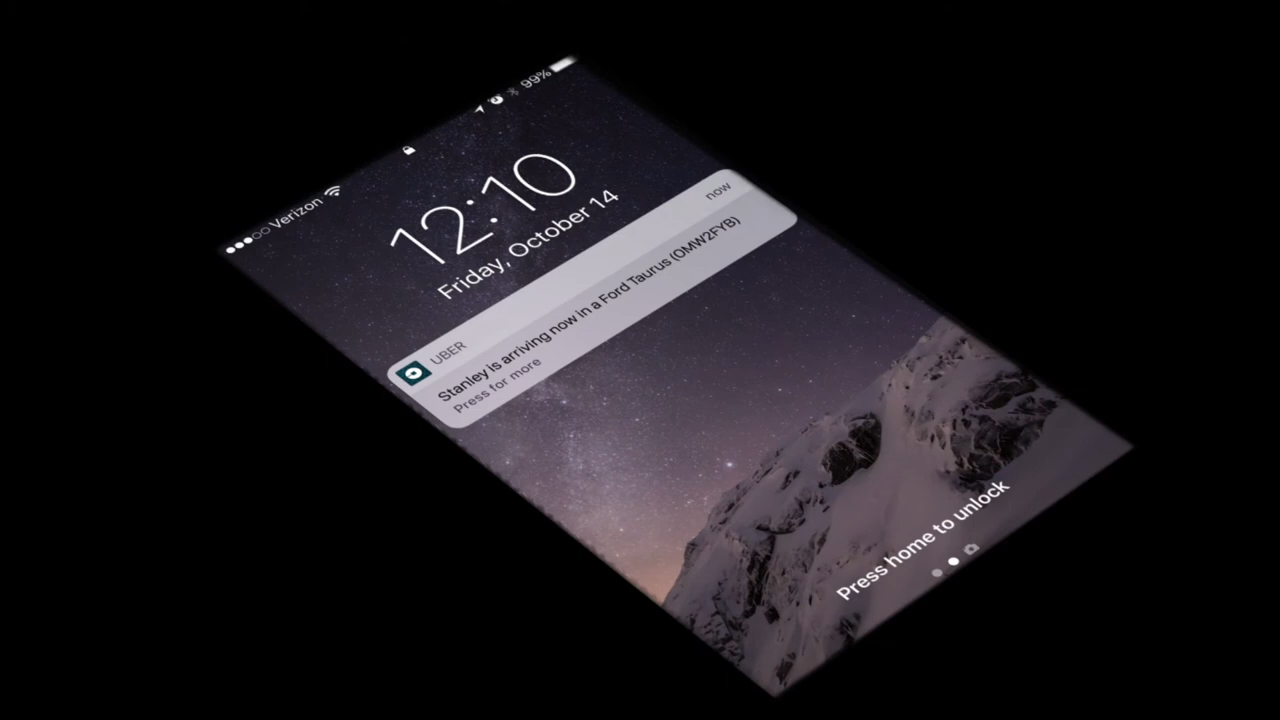 Verizon 99%
12:10
Friday, October 14
UBER now
Stanley is arriving now in a Ford Taurus (OMW2FYB)
Press for more
Press home to unlock